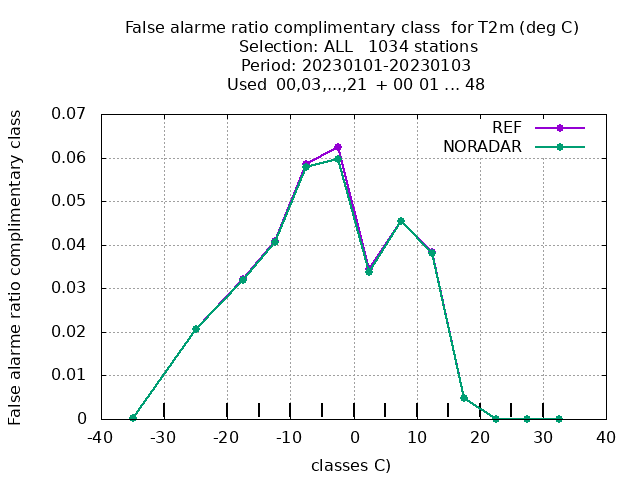 False alarme ratio complimentary class  for T2m (deg C)
Selection: ALL   1034 stations
Period: 20230101-20230103
Used  00,03,...,21  + 00 01 ... 48
False alarme ratio complimentary class
0.07
0.06
0.05
0.04
0.03
0.02
0.01
0
REF
NORADAR
-40 -30 -20 -10 0 10 20 30 40
classes C)